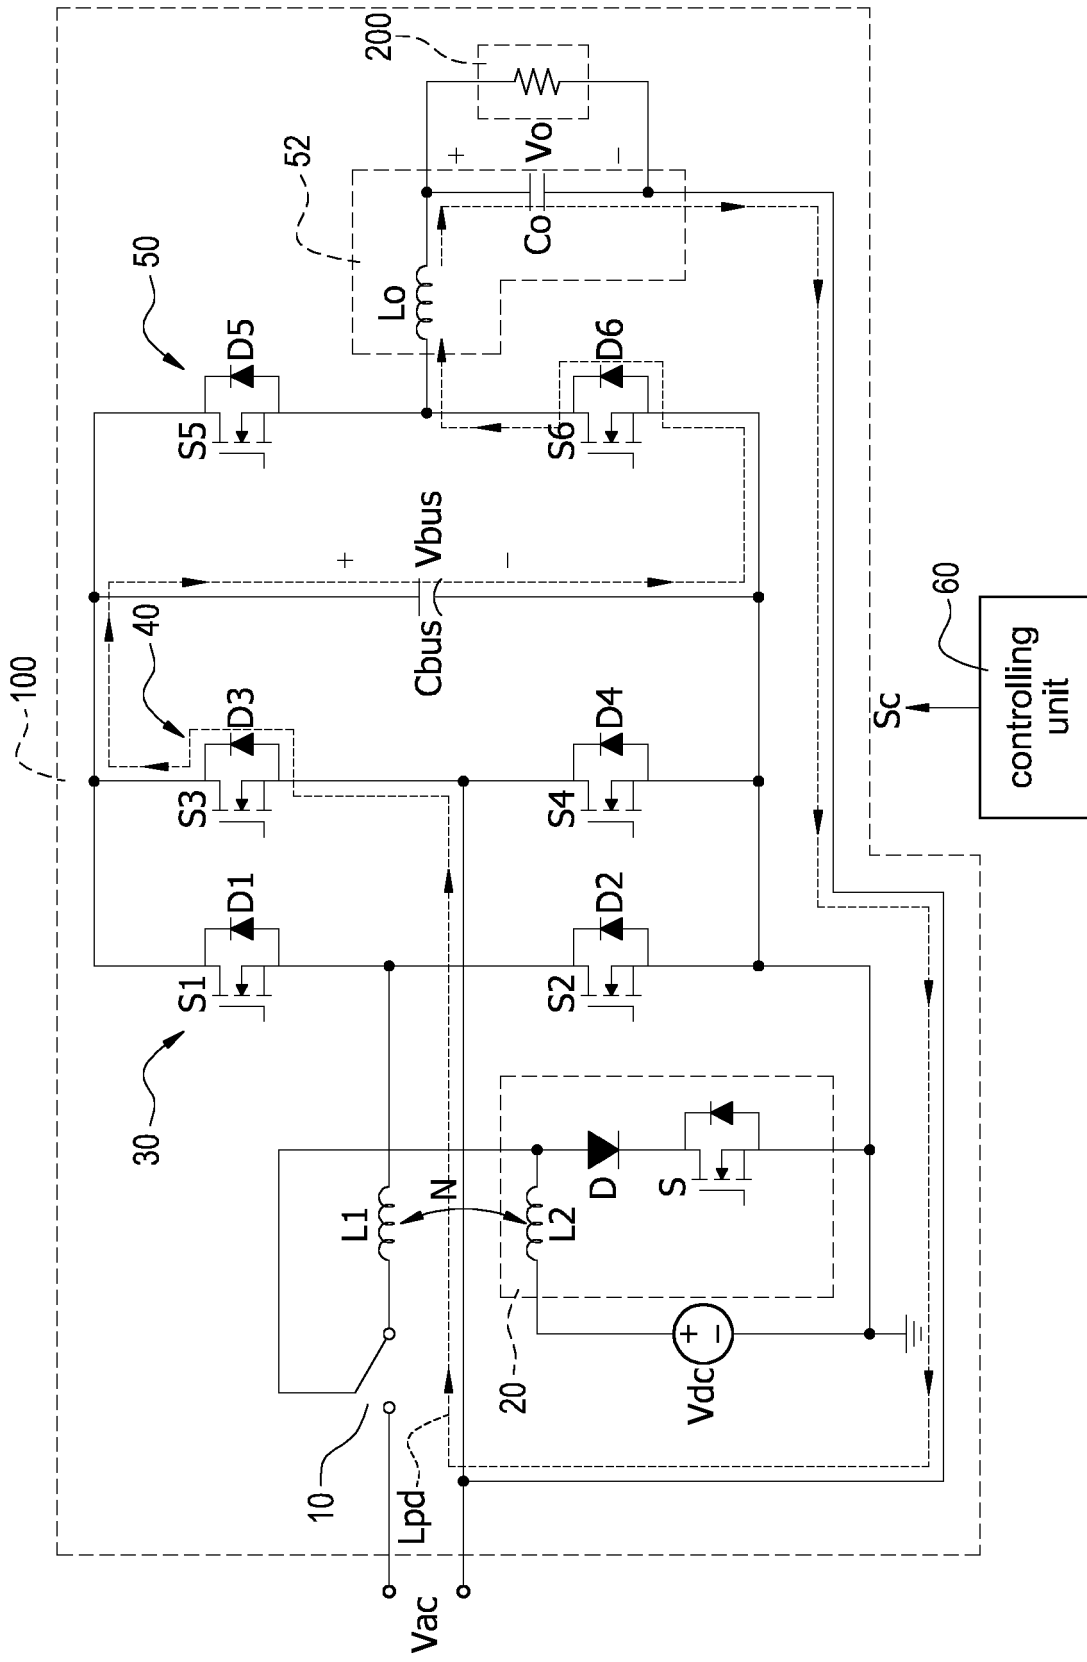 100
200
52
50
40
30
S1
D1
S3
D3
S5
D5
Lo
+
Vo
−
Co
+
Vbus
−
Cbus
S2
D2
S4
D4
S6
D6
L1
N
L2
D
S
20
10
Lpd
Vac
Vdc
+
−
Sc
60
controlling
unit